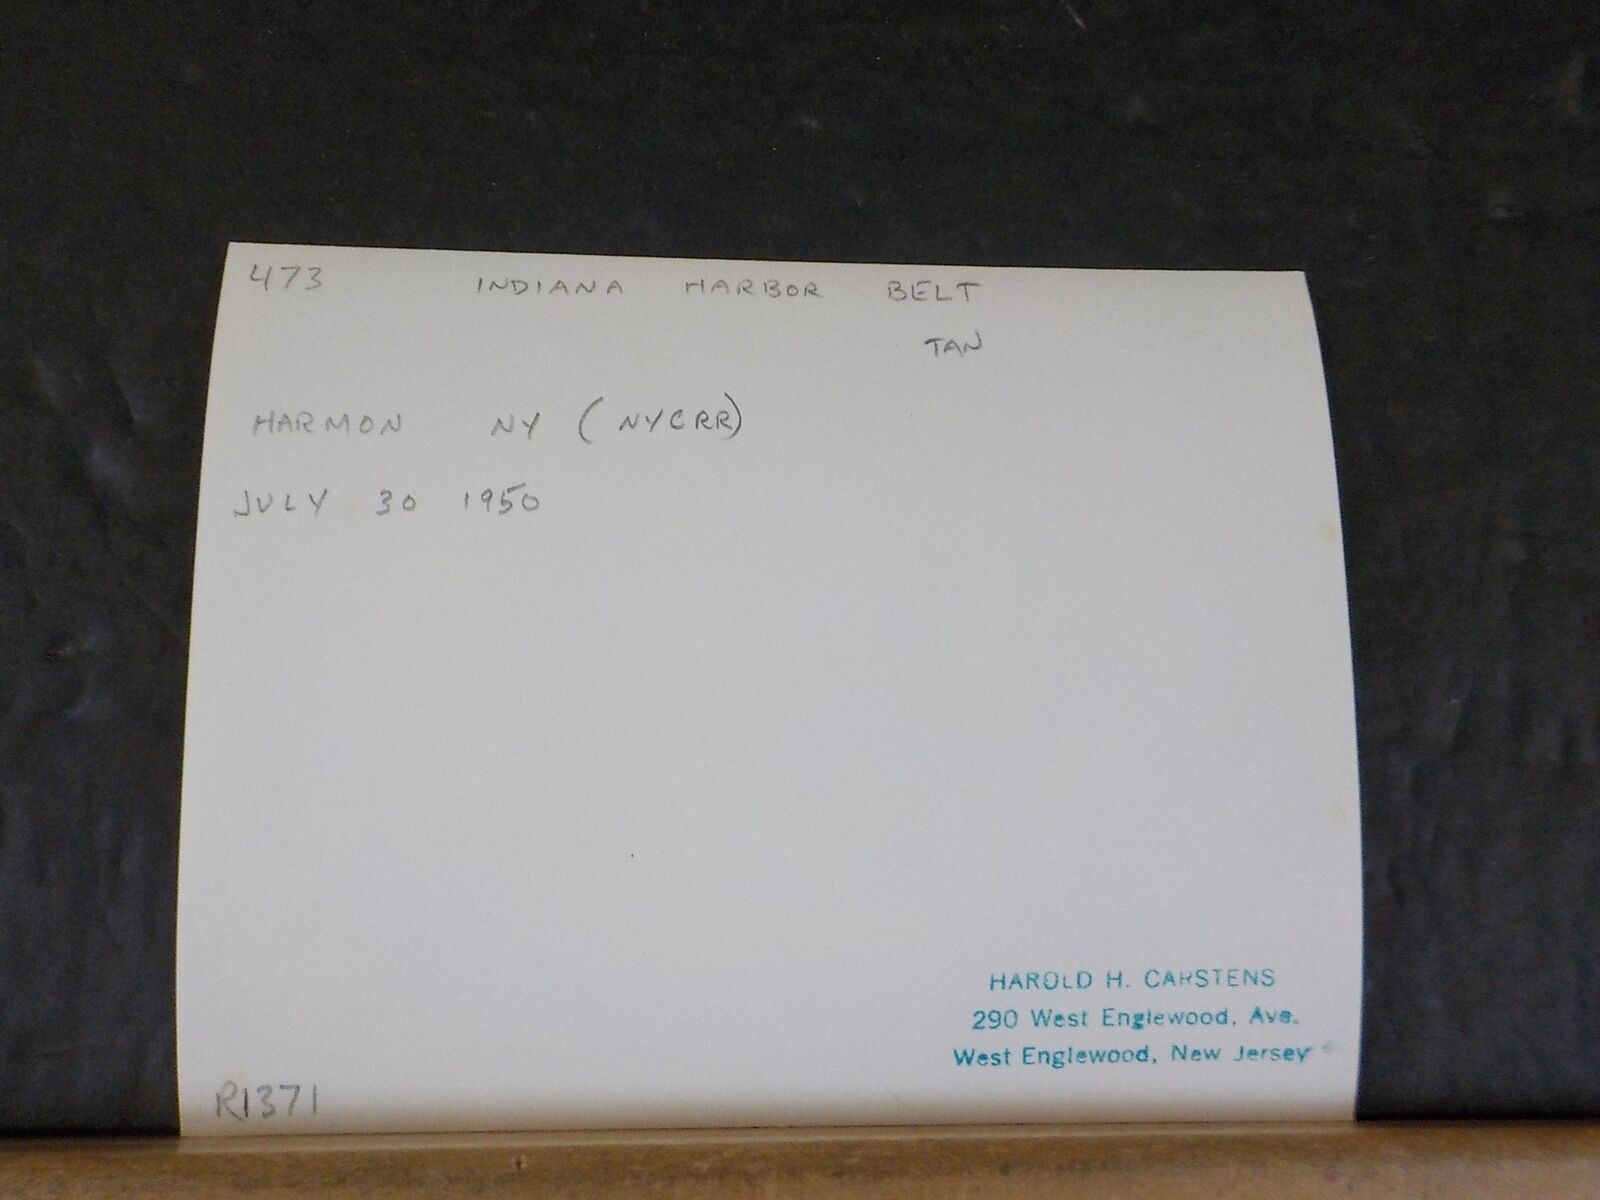 473 INDIANA HARBOR BELT
TAN
HARMON NY (NYCRR)
JULY 30 1950
HAROLD H. CARSTENS
290 West Englewood, Ave.
West Englewood, New Jersey
R1371